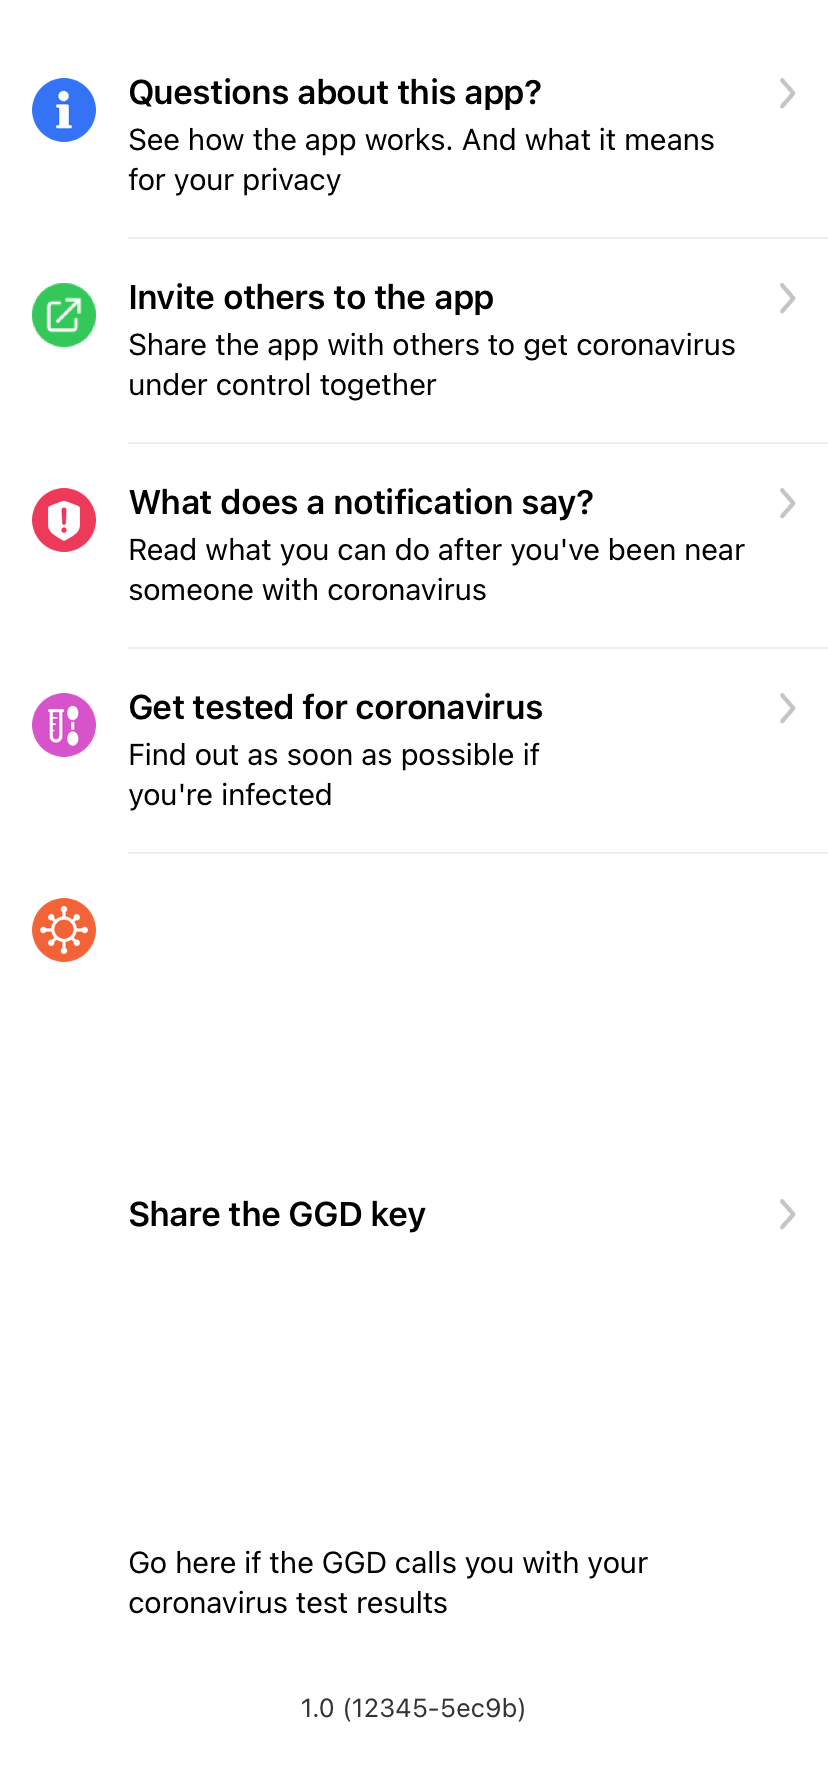 Questions about this app?
See how the app works. And what it means
for your privacy
Invite others to the app
Share the app with others to get coronavirus
under control together
What does a notification say?
Read what you can do after you've been near
someone with coronavirus
Get tested for coronavirus
Find out as soon as possible if
you're infected
Share the GGD key
Go here if the GGD calls you with your
coronavirus test results
1.0 (12345-5ec9b)